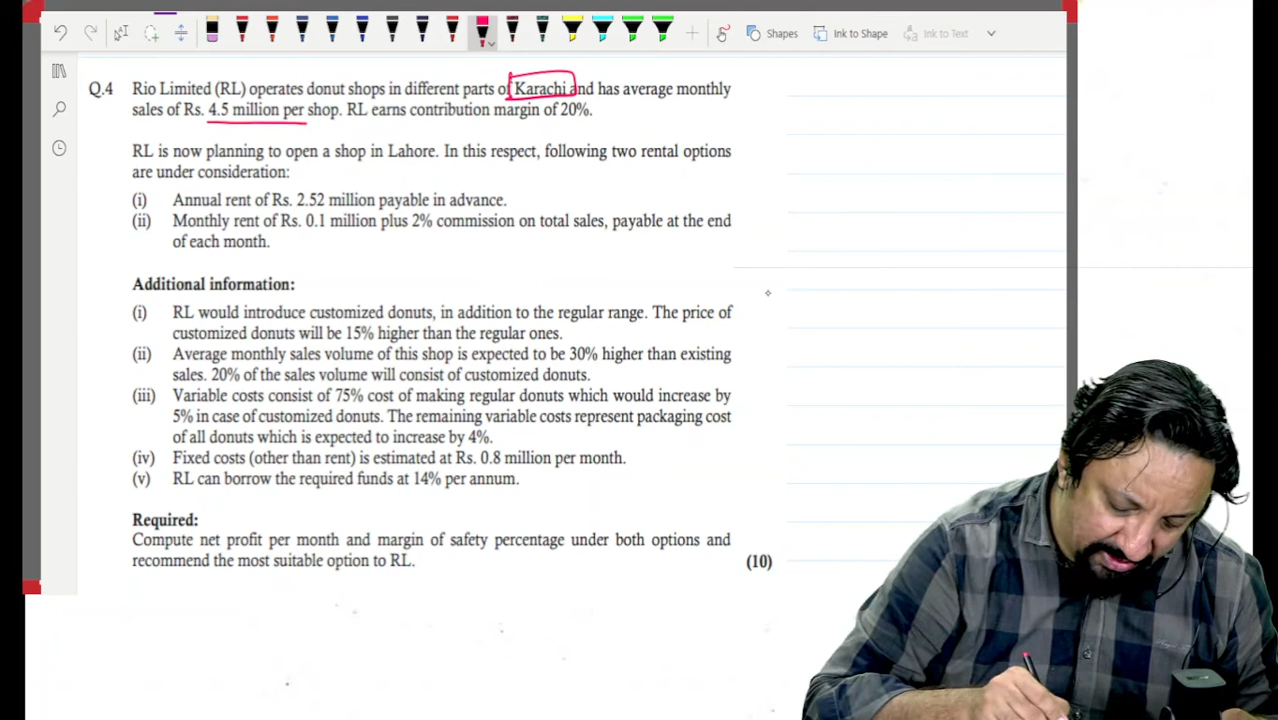 Shapes
Ink to Shape
Ink to Text
Q.4 Rio Limited (RL) operates donut shops in different parts of Karachi and has average monthly
sales of Rs. 4.5 million per shop. RL earns contribution margin of 20%.
RL is now planning to open a shop in Lahore. In this respect, following two rental options
are under consideration:
(i) Annual rent of Rs. 2.52 million payable in advance.
(ii) Monthly rent of Rs. 0.1 million plus 2% commission on total sales, payable at the end
of each month.
Additional information:
(i) RL would introduce customized donuts, in addition to the regular range. The price of
customized donuts will be 15% higher than the regular ones.
(ii) Average monthly sales volume of this shop is expected to be 30% higher than existing
sales. 20% of the sales volume will consist of customized donuts.
(iii) Variable costs consist of 75% cost of making regular donuts which would increase by
5% in case of customized donuts. The remaining variable costs represent packaging cost
of all donuts which is expected to increase by 4%.
(iv) Fixed costs (other than rent) is estimated at Rs. 0.8 million per month.
(v) RL can borrow the required funds at 14% per annum.
Required:
Compute net profit per month and margin of safety percentage under both options and
recommend the most suitable option to RL. (10)